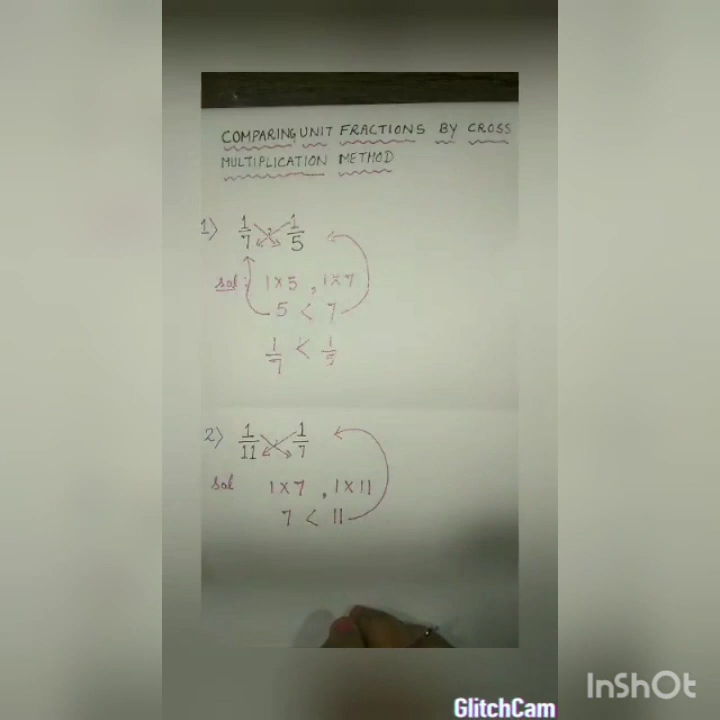 COMPARING UNIT FRACTIONS BY CROSS
MULTIPLICATION METHOD
1) 1/7 , 1/5
sol: 1×5 , 1×7
5 < 7
1/7 < 1/5
2) 1/11 , 1/7
sol 1×7 , 1×11
7 < 11
InShOt
GlitchCam